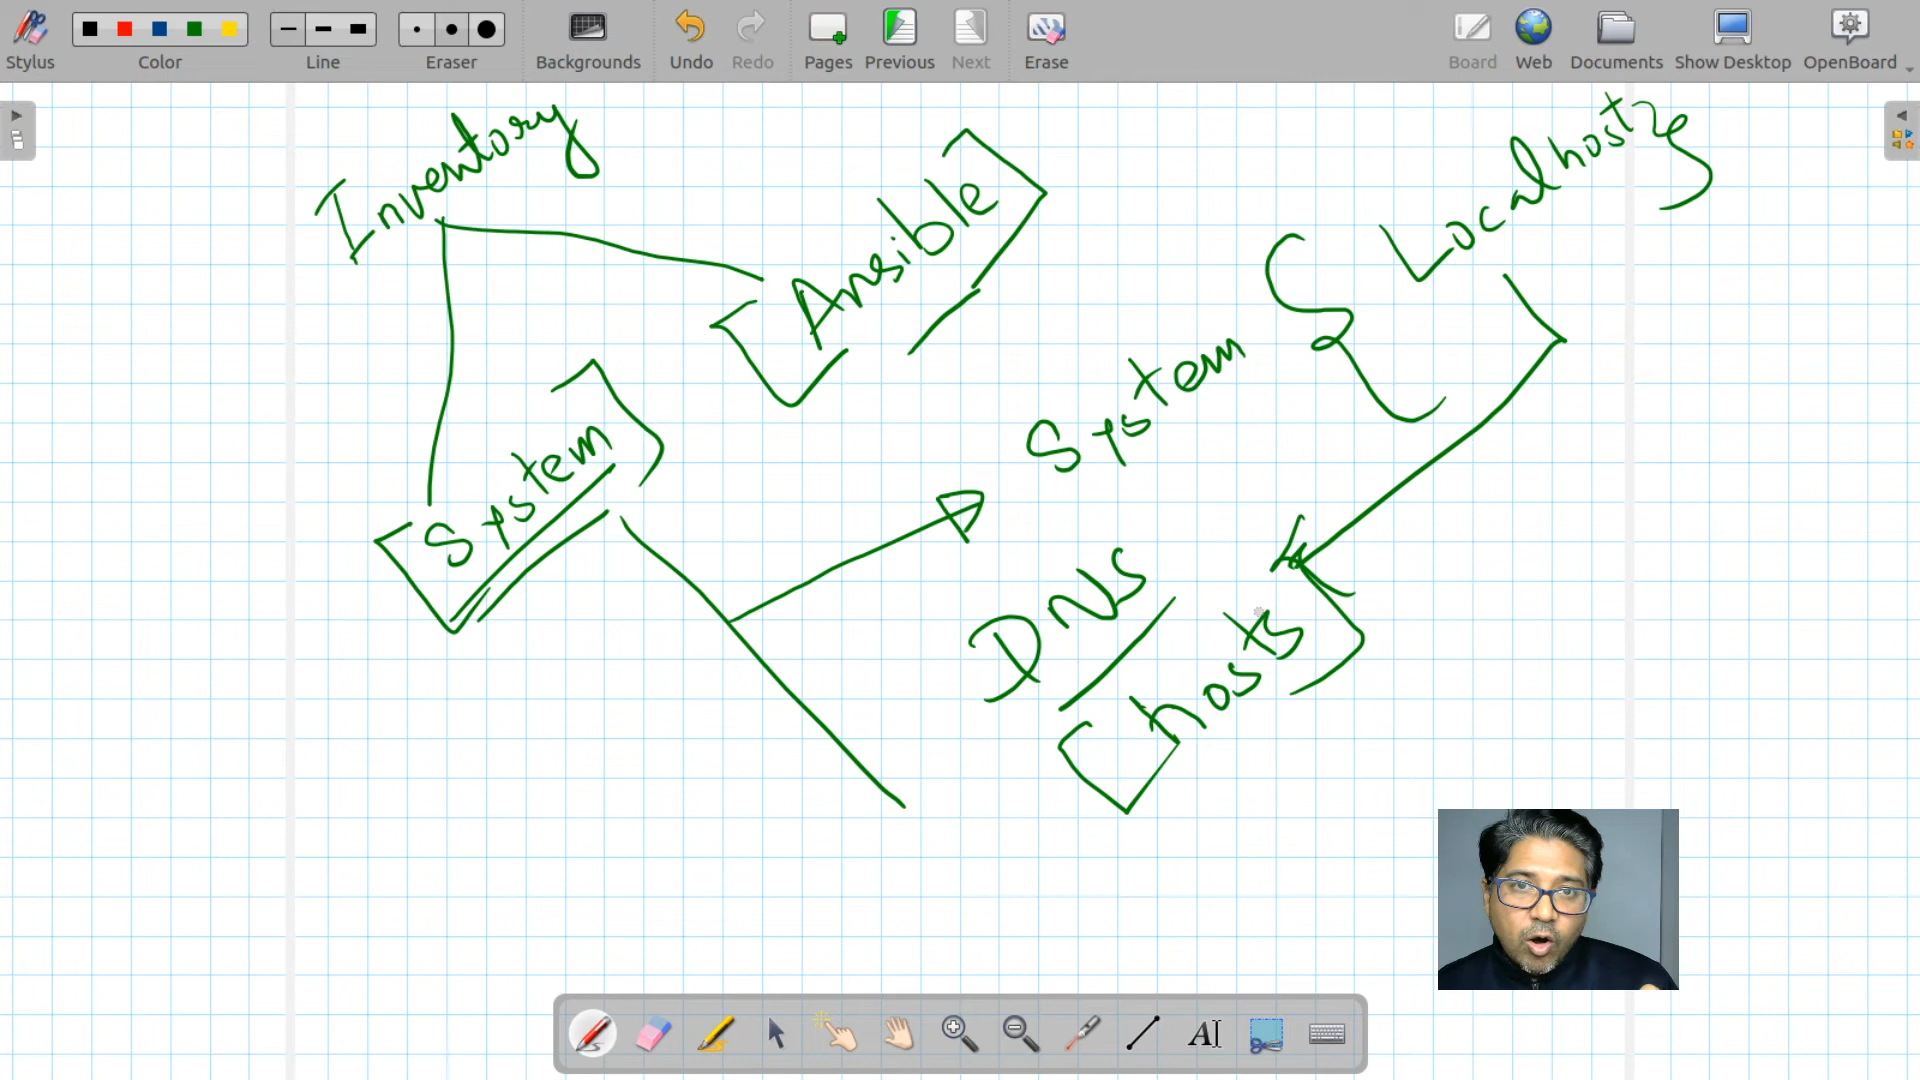 Stylus
Color
Line
Eraser
Backgrounds
Undo
Redo
Pages
Previous
Next
Erase
Board
Web
Documents
Show Desktop
OpenBoard
Inventory
Ansible
Localhost
System
System
DNS
hosts